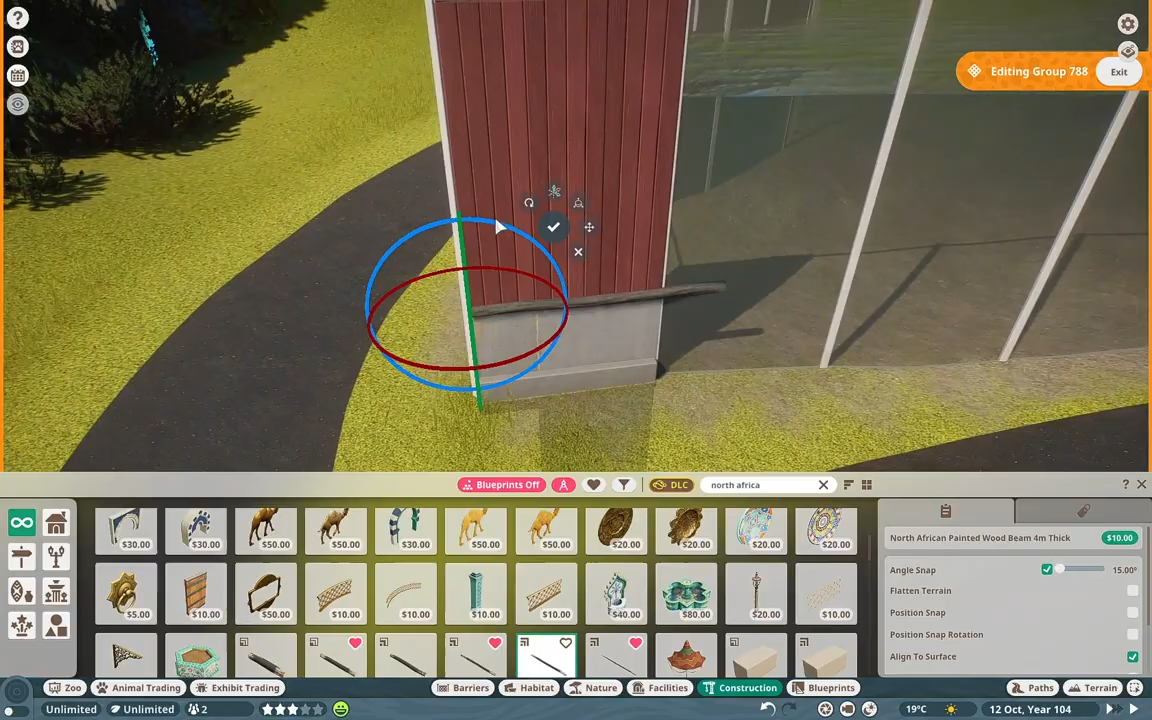 ?
Editing Group 788
Exit
Blueprints Off
DLC
north africa
?
$30.00
$30.00
$50.00
$50.00
$30.00
$50.00
$50.00
$20.00
$20.00
$20.00
$20.00
North African Painted Wood Beam 4m Thick
$10.00
Angle Snap
15.00°
Flatten Terrain
Position Snap
Position Snap Rotation
Align To Surface
$5.00
$10.00
$50.00
$10.00
$10.00
$10.00
$10.00
$40.00
$80.00
$20.00
$10.00
Zoo
Animal Trading
Exhibit Trading
Barriers
Habitat
Nature
Facilities
Construction
Blueprints
Paths
Terrain
Unlimited
Unlimited
2
19°C
12 Oct, Year 104